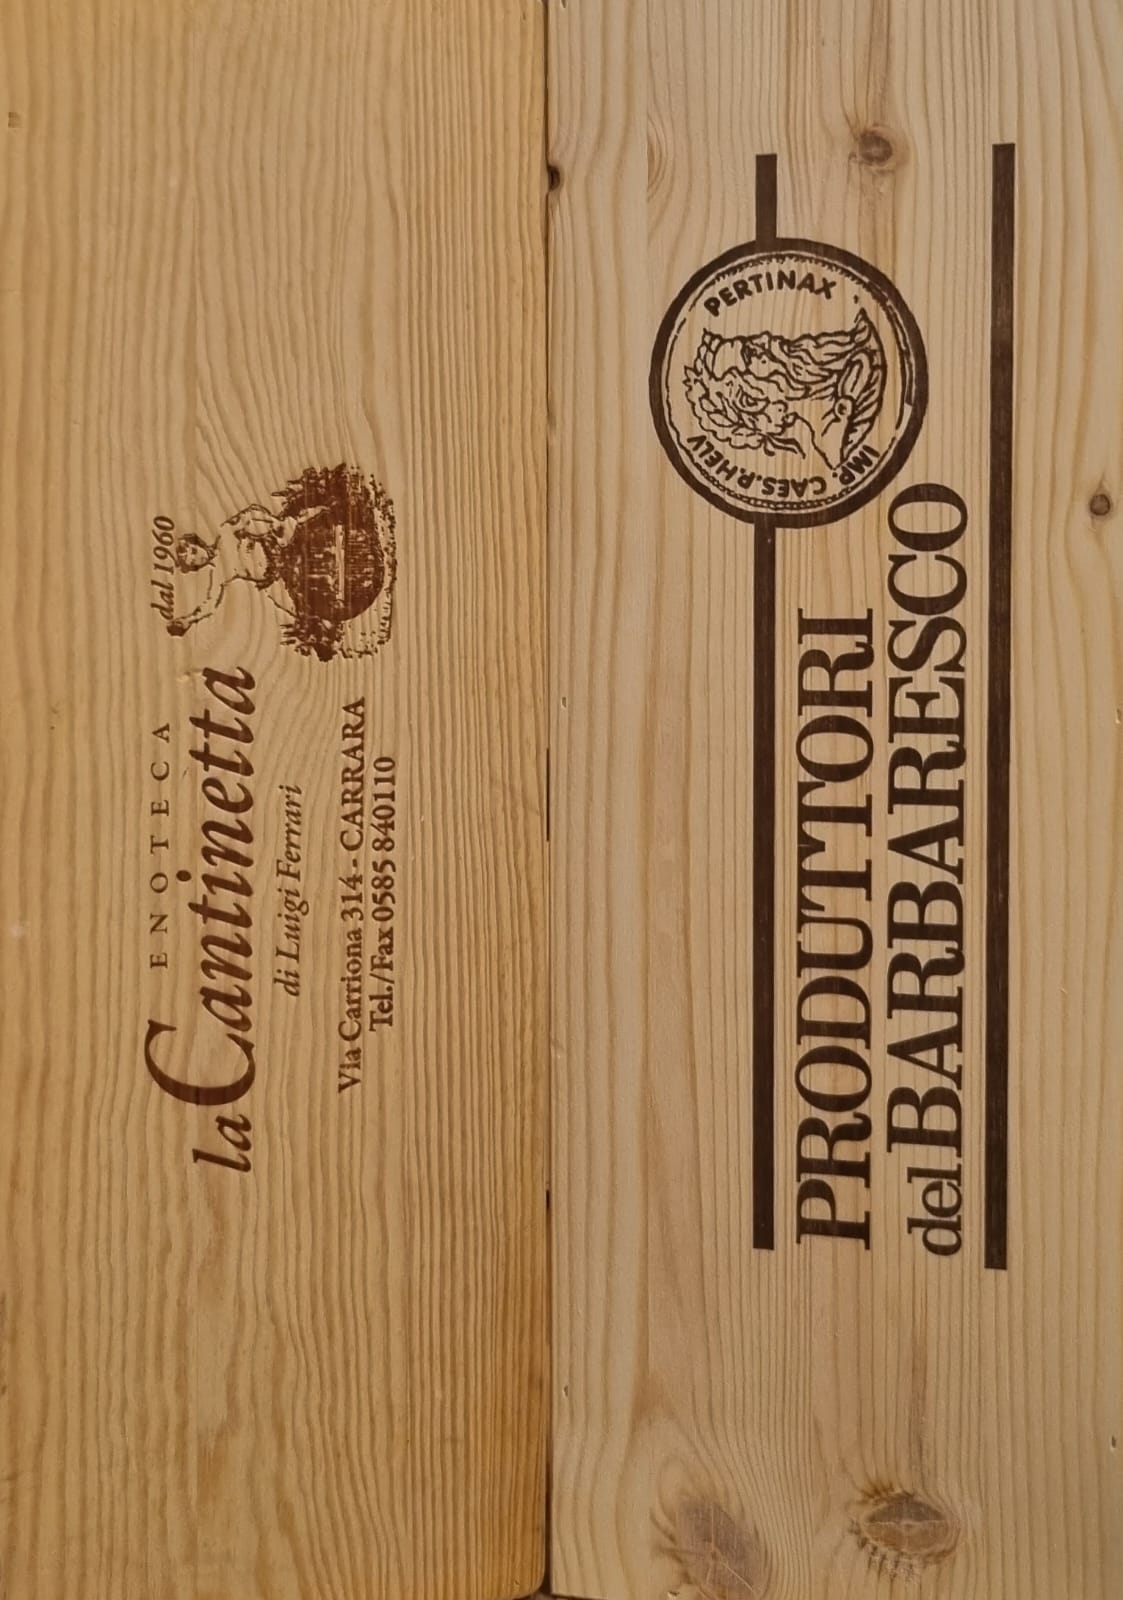 dal 1960
ENOTECA
la Cantinetta
di Luigi Ferrari
Via Carriona 314 - CARRARA
Tel./Fax 0585 840110
IMP. CAES. P. HELV PERTINAX
PRODUTTORI
del BARBARESCO